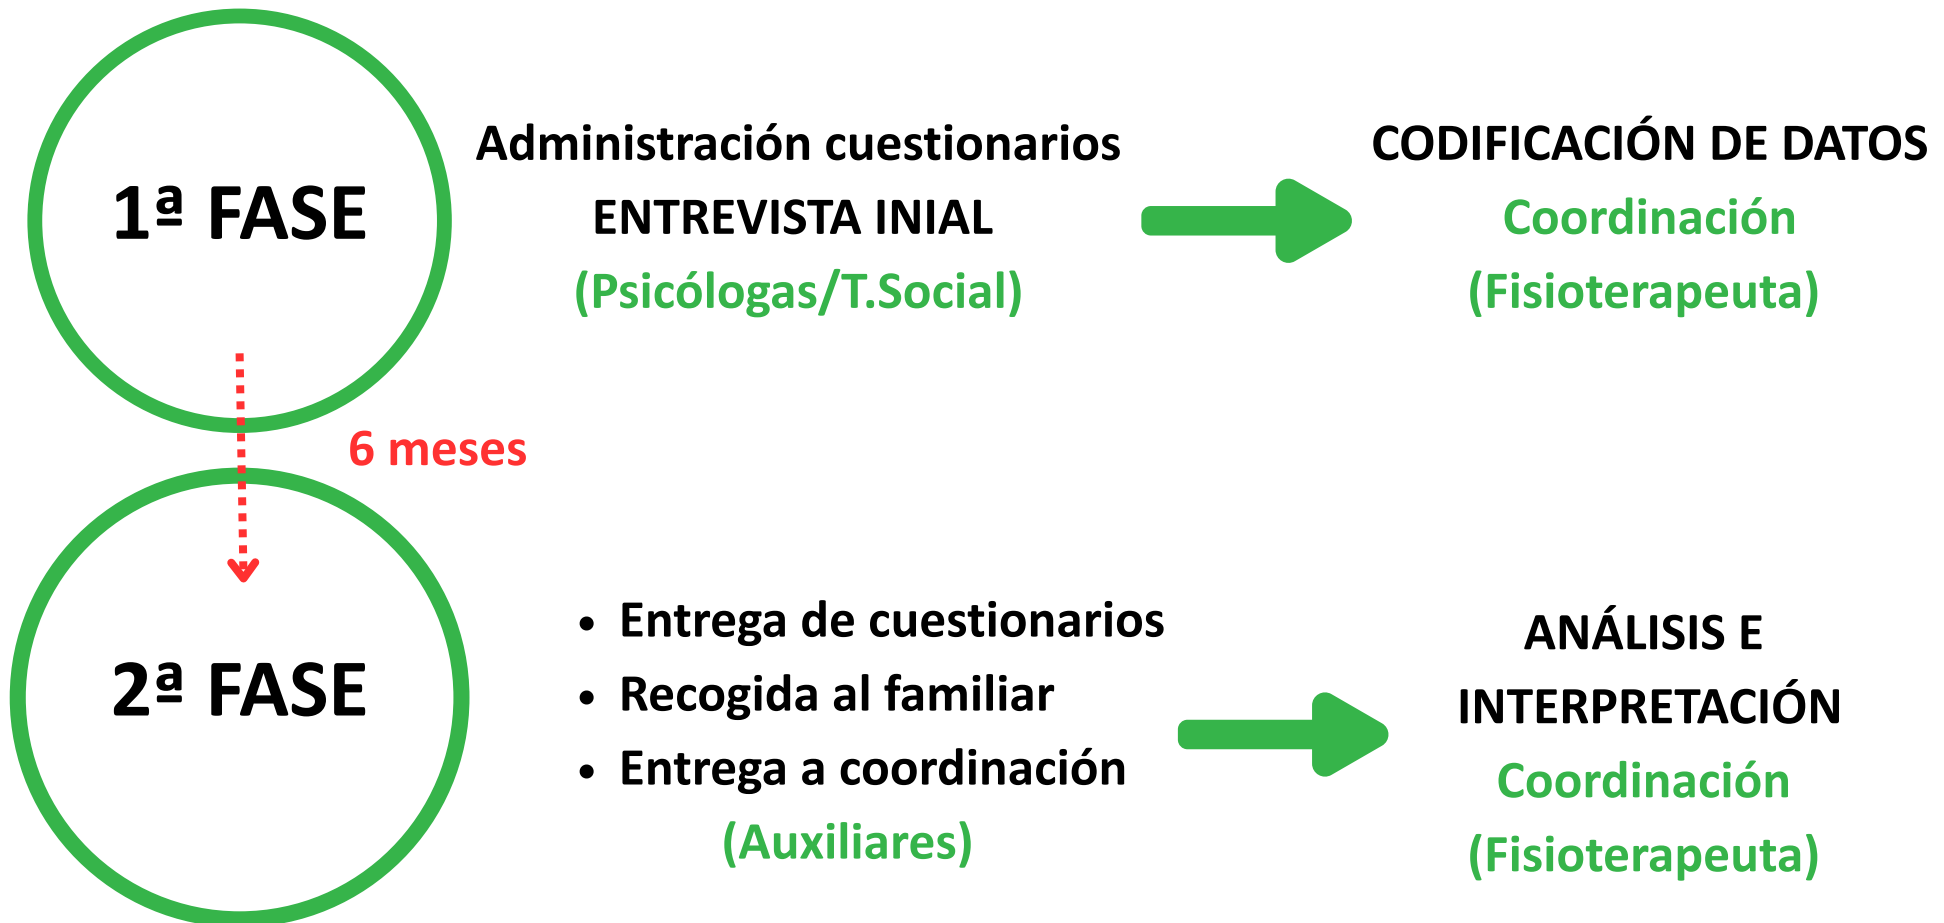 1ª FASE
Administración cuestionarios
ENTREVISTA INIAL
(Psicólogas/T.Social)
CODIFICACIÓN DE DATOS
Coordinación
(Fisioterapeuta)
6 meses
2ª FASE
• Entrega de cuestionarios
• Recogida al familiar
• Entrega a coordinación
(Auxiliares)
ANÁLISIS E
INTERPRETACIÓN
Coordinación
(Fisioterapeuta)